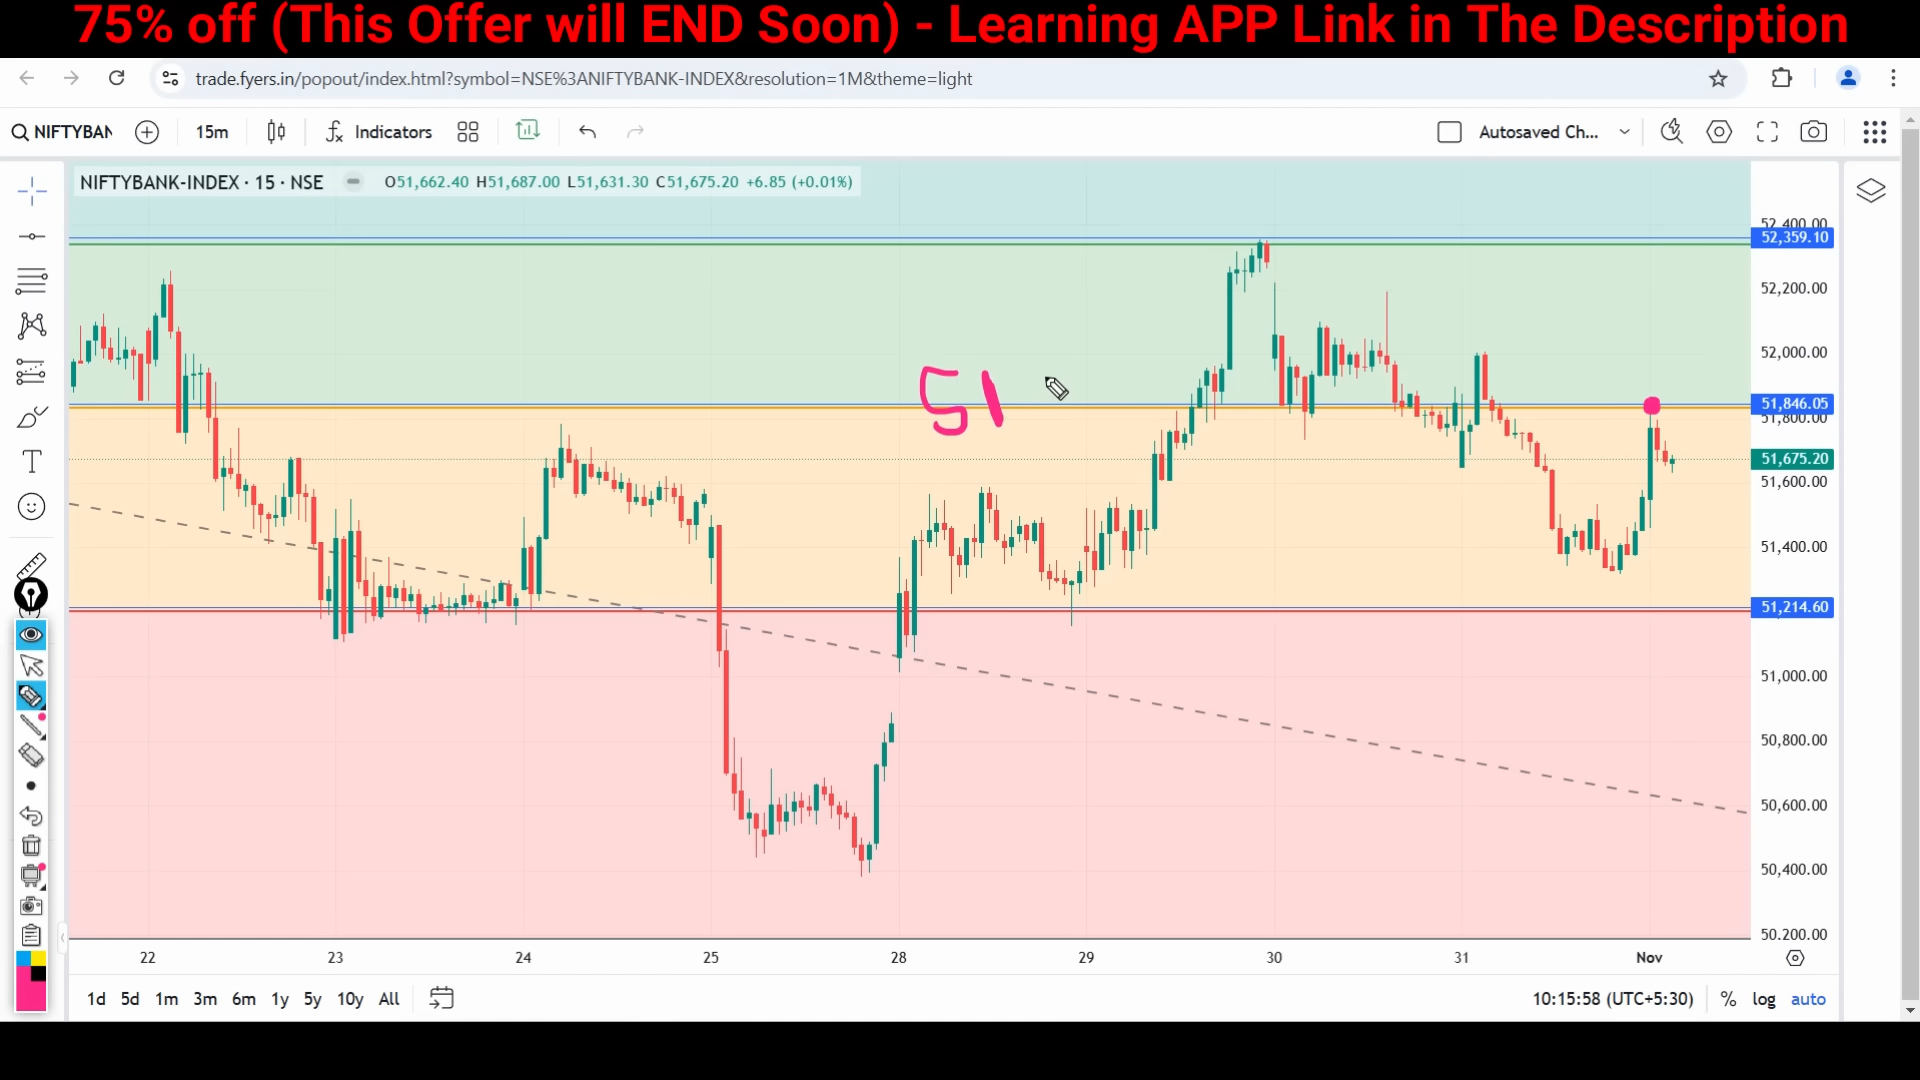 75% off (This Offer will END Soon) - Learning APP Link in The Description
trade.fyers.in/popout/index.html?symbol=NSE%3ANIFTYBANK-INDEX&resolution=1M&theme=light
NIFTYBAN 15m Indicators Autosaved Ch...
NIFTYBANK-INDEX · 15 · NSE O51,662.40 H51,687.00 L51,631.30 C51,675.20 +6.85 (+0.01%)
52,400.00
52,359.10
52,200.00
52,000.00
51
51,846.05
51,800.00
51,675.20
51,600.00
51,400.00
51,214.60
51,000.00
50,800.00
50,600.00
50,400.00
50,200.00
22 23 24 25 28 29 30 31 Nov
1d 5d 1m 3m 6m 1y 5y 10y All 10:15:58 (UTC+5:30) % log auto